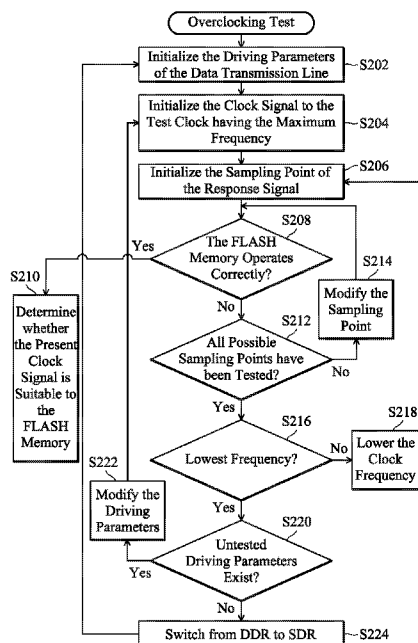 Overclocking Test
Initialize the Driving Parameters
of the Data Transmission Line
S202
Initialize the Clock Signal to the
Test Clock having the Maximum
Frequency
S204
Initialize the Sampling Point of
the Response Signal
S206
S208
Yes
The FLASH
Memory Operates
Correctly?
No
S210
Determine
whether
the Present
Clock
Signal is
Suitable
to the
FLASH
Memory
S214
Modify the
Sampling
Point
S212
All Possible
Sampling Points have
been Tested?
No
Yes
S216
Lowest Frequency?
No
Yes
S218
Lower the
Clock
Frequency
S222
Modify the
Driving
Parameters
S220
Untested
Driving Parameters
Exist?
Yes
No
Switch from DDR to SDR
S224